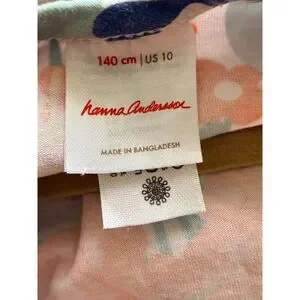 140 cm | US 10
hanna andersson
MADE IN BANGLADESH